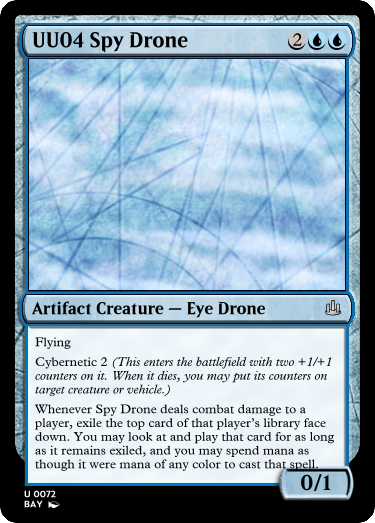 UU04 Spy Drone 2
Artifact Creature — Eye Drone
Flying
Cybernetic 2 (This enters the battlefield with two +1/+1
counters on it. When it dies, you may put its counters on
target creature or vehicle.)
Whenever Spy Drone deals combat damage to a
player, exile the top card of that player's library face
down. You may look at and play that card for as long
as it remains exiled, and you may spend mana as
though it were mana of any color to cast that spell.
0/1
U 0072
BAY